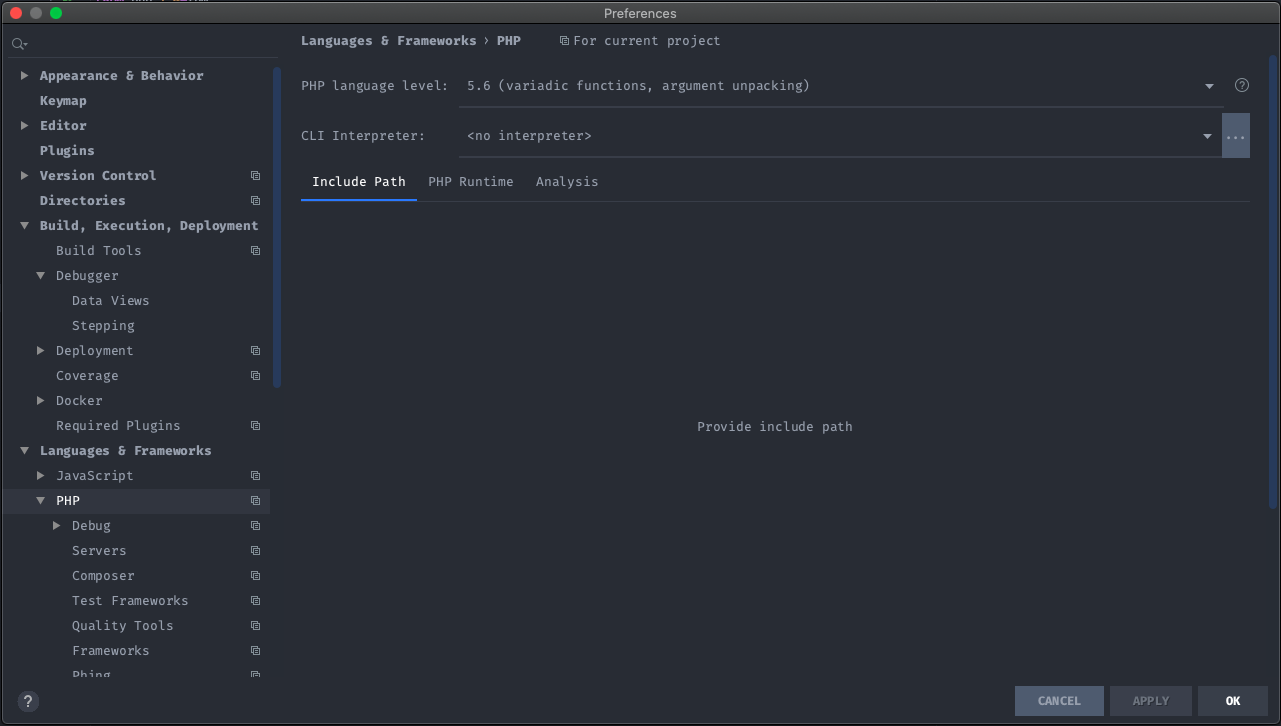 Preferences
Languages & Frameworks › PHP For current project
Appearance & Behavior
Keymap
Editor
Plugins
Version Control
Directories
Build, Execution, Deployment
Build Tools
Debugger
Data Views
Stepping
Deployment
Coverage
Docker
Required Plugins
Languages & Frameworks
JavaScript
PHP
Debug
Servers
Composer
Test Frameworks
Quality Tools
Frameworks
Phing
PHP language level: 5.6 (variadic functions, argument unpacking) ?
CLI Interpreter: <no interpreter> ...
Include Path PHP Runtime Analysis
Provide include path
? CANCEL APPLY OK